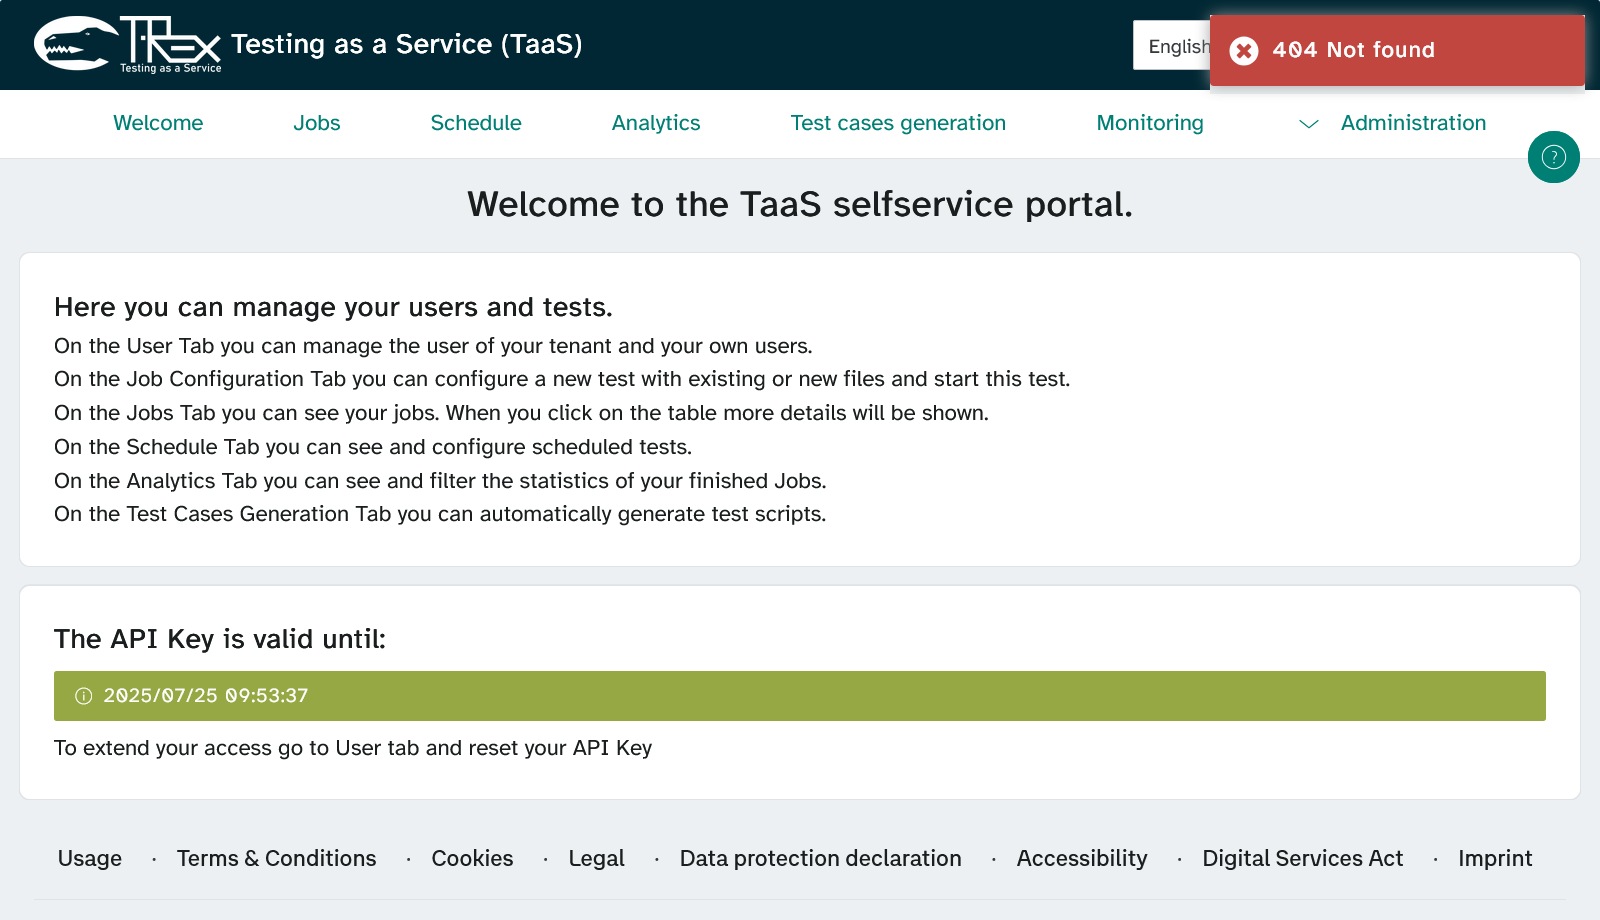 T-Rex
Testing as a Service
Testing as a Service (TaaS)
English
404 Not found
Welcome
Jobs
Schedule
Analytics
Test cases generation
Monitoring
Administration
?
Welcome to the TaaS selfservice portal.
Here you can manage your users and tests.
On the User Tab you can manage the user of your tenant and your own users.
On the Job Configuration Tab you can configure a new test with existing or new files and start this test.
On the Jobs Tab you can see your jobs. When you click on the table more details will be shown.
On the Schedule Tab you can see and configure scheduled tests.
On the Analytics Tab you can see and filter the statistics of your finished Jobs.
On the Test Cases Generation Tab you can automatically generate test scripts.
The API Key is valid until:
2025/07/25 09:53:37
To extend your access go to User tab and reset your API Key
Usage · Terms & Conditions · Cookies · Legal · Data protection declaration · Accessibility · Digital Services Act · Imprint